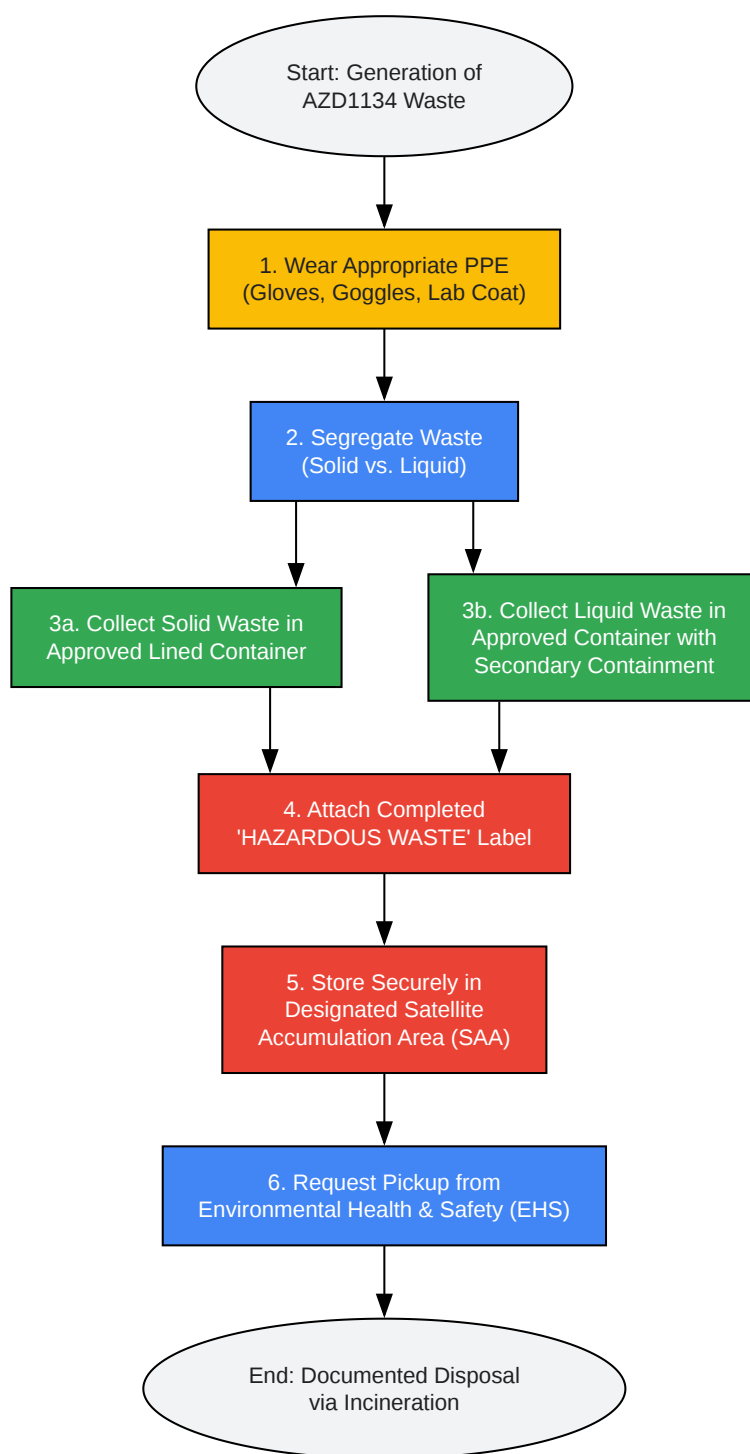 Start: Generation of
AZD1134 Waste
1. Wear Appropriate PPE
(Gloves, Goggles, Lab Coat)
2. Segregate Waste
(Solid vs. Liquid)
3a. Collect Solid Waste in
Approved Lined Container
3b. Collect Liquid Waste in
Approved Container with
Secondary Containment
4. Attach Completed
'HAZARDOUS WASTE' Label
5. Store Securely in
Designated Satellite
Accumulation Area (SAA)
6. Request Pickup from
Environmental Health & Safety (EHS)
End: Documented Disposal
via Incineration